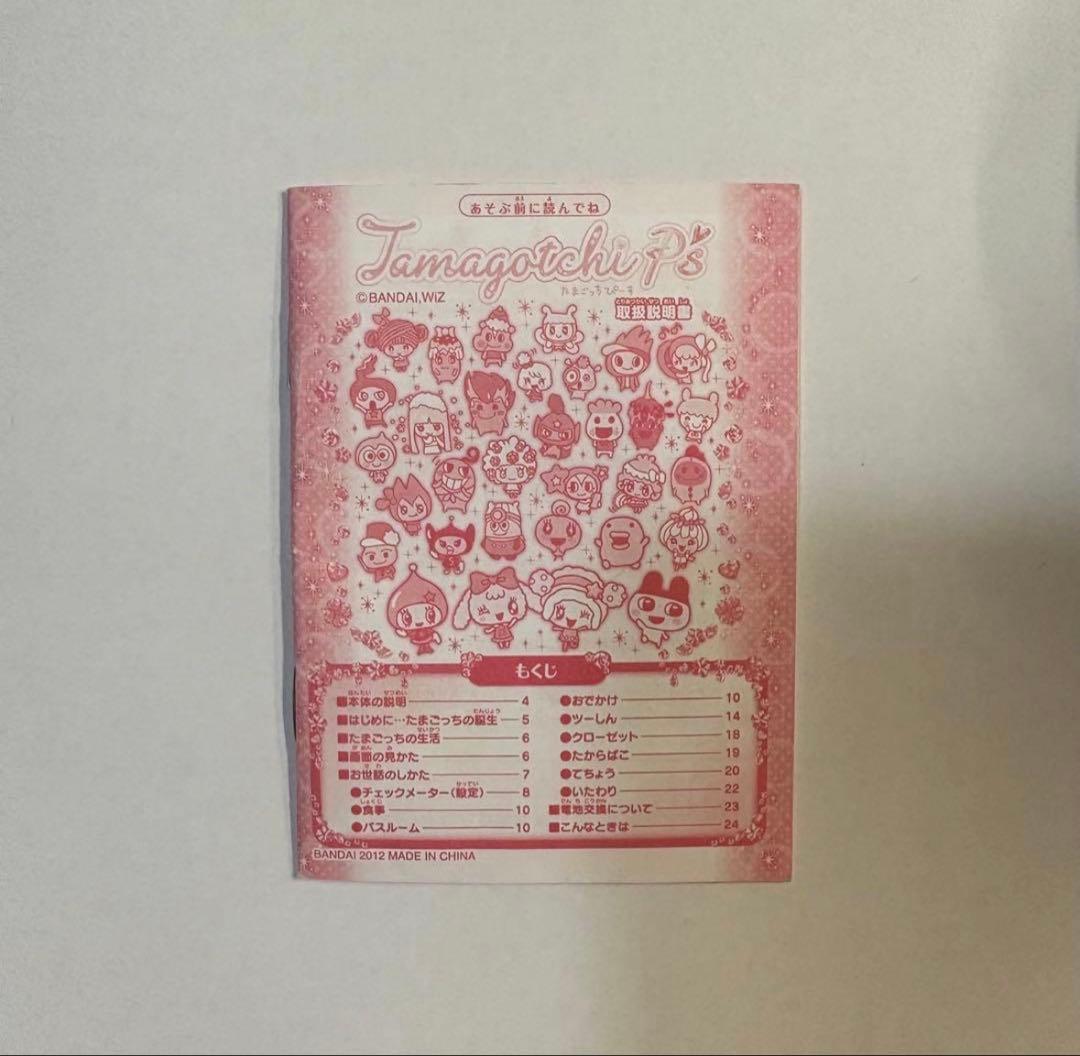 あそぶ前に読んでね
Tamagotchi P's
たまごっちぴーす
©BANDAI,WiZ
取扱説明書
もくじ
■本体の説明 4
■はじめに…たまごっちの誕生 5
■たまごっちの生活 6
■画面の見かた 6
■お世話のしかた 7
●チェックメーター(設定) 8
●食事 10
●バスルーム 10
●おでかけ 10
●ツーしん 14
●クローゼット 18
●たからばこ 19
●てちょう 20
●いたわり 22
■電池交換について 23
■こんなときは 24
BANDAI 2012 MADE IN CHINA